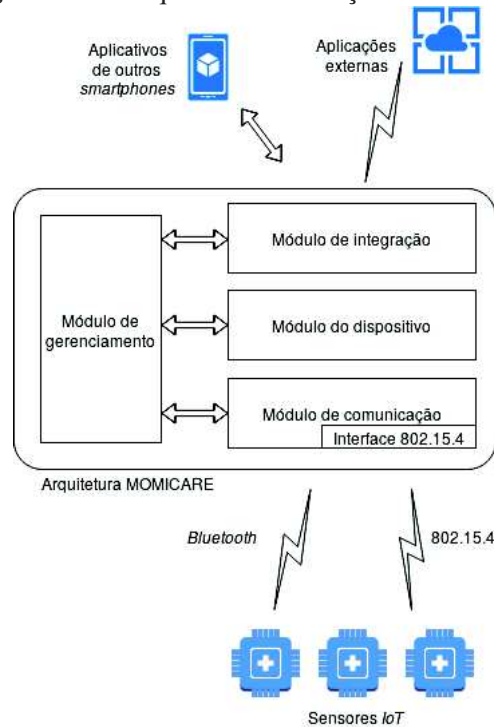 Aplicativos
de outros
smartphones
Aplicações
externas
Módulo de
gerenciamento
Módulo de integração
Módulo do dispositivo
Módulo de comunicação
Interface 802.15.4
Arquitetura MOMICARE
Bluetooth
802.15.4
Sensores IoT